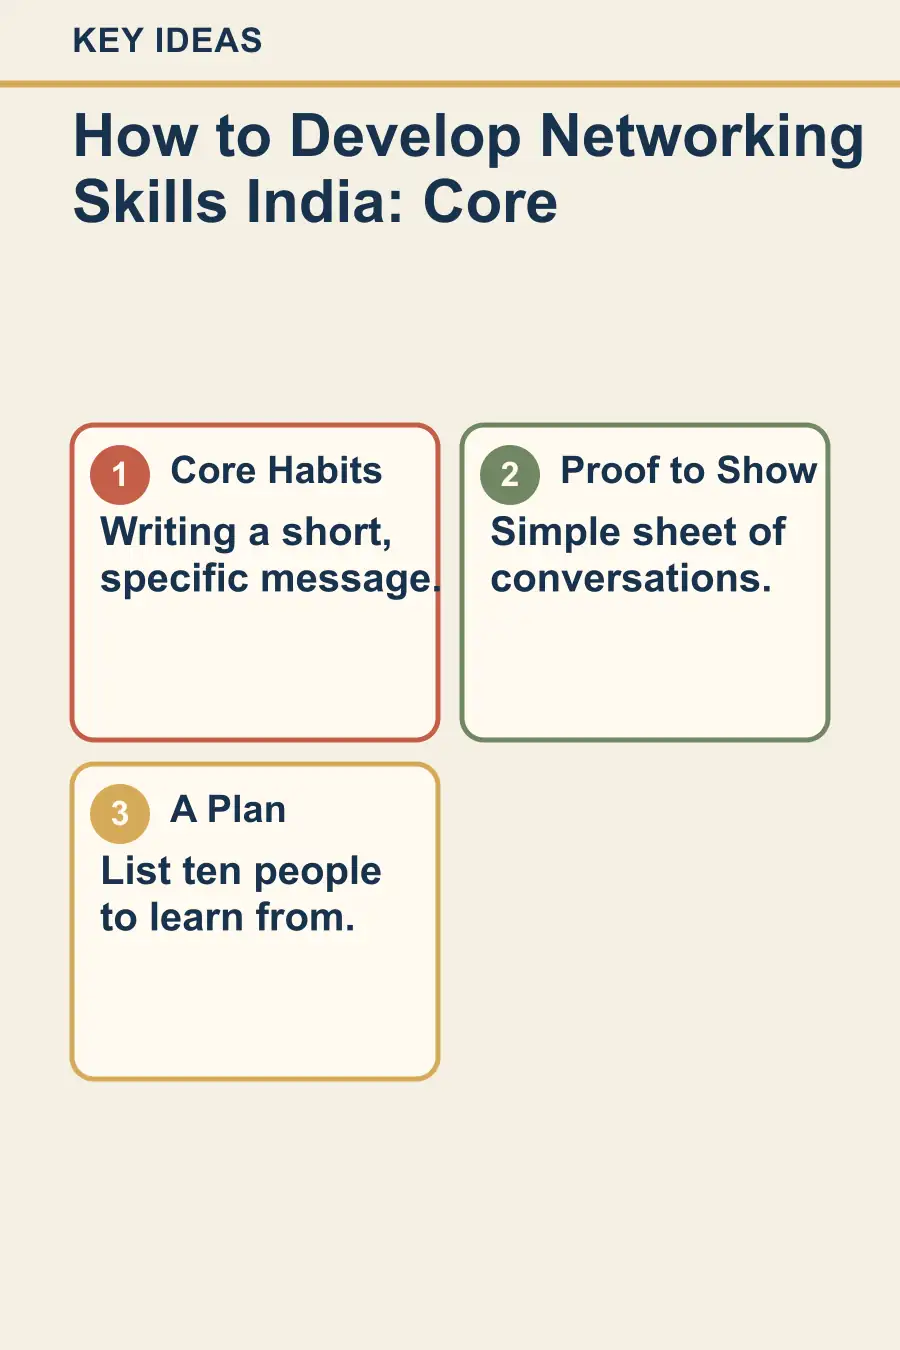 KEY IDEAS
How to Develop Networking
Skills India: Core
1 Core Habits
Writing a short,
specific message.
2 Proof to Show
Simple sheet of
conversations.
3 A Plan
List ten people
to learn from.